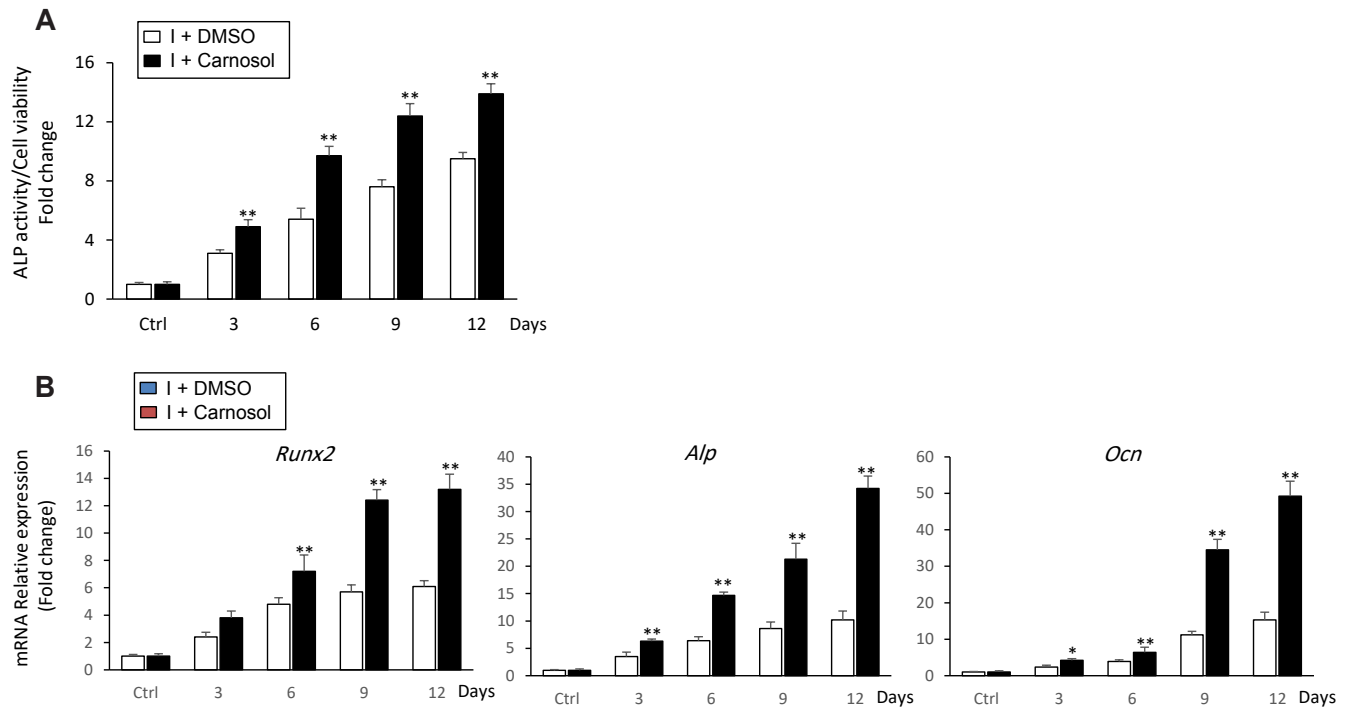 A
I + DMSO
I + Carnosol
ALP activity/Cell viability
Fold change
16
12
8
4
0
**
**
**
**
Ctrl 3 6 9 12 Days
B
I + DMSO
I + Carnosol
mRNA Relative expression
(Fold change)
Runx2
16
14
12
10
8
6
4
2
0
**
**
**
Ctrl 3 6 9 12 Days
Alp
40
35
30
25
20
15
10
5
0
**
**
**
**
Ctrl 3 6 9 12 Days
Ocn
60
50
40
30
20
10
0
*
**
**
**
Ctrl 3 6 9 12 Days